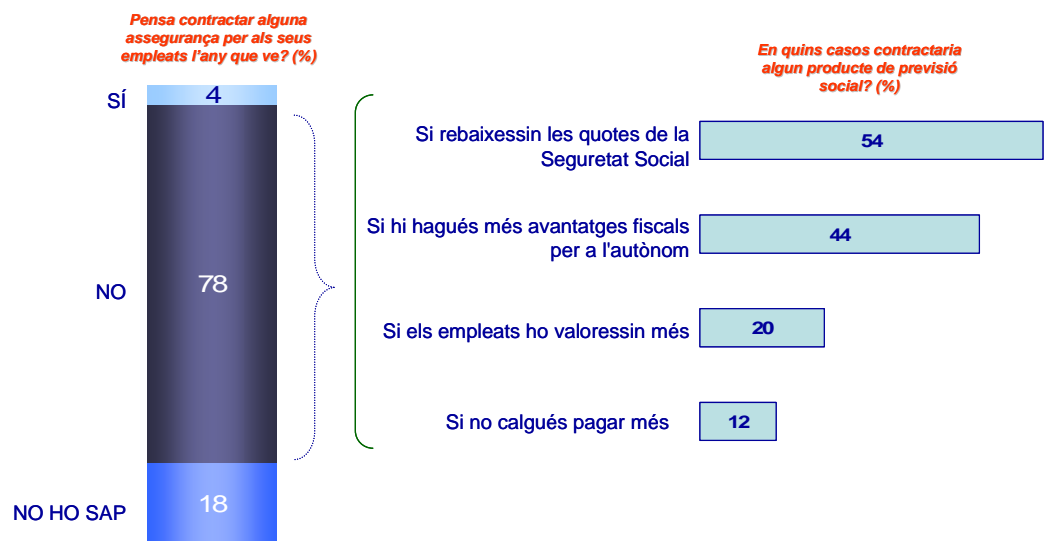 Pensa contractar alguna
assegurança per als seus
empleats l'any que ve? (%)
SÍ
4
NO
78
NO HO SAP
18
En quins casos contractaria
algun producte de previsió
social? (%)
Si rebaixessin les quotes de la
Seguretat Social
54
Si hi hagués més avantatges fiscals
per a l'autònom
44
Si els empleats ho valoressin més
20
Si no calgués pagar més
12